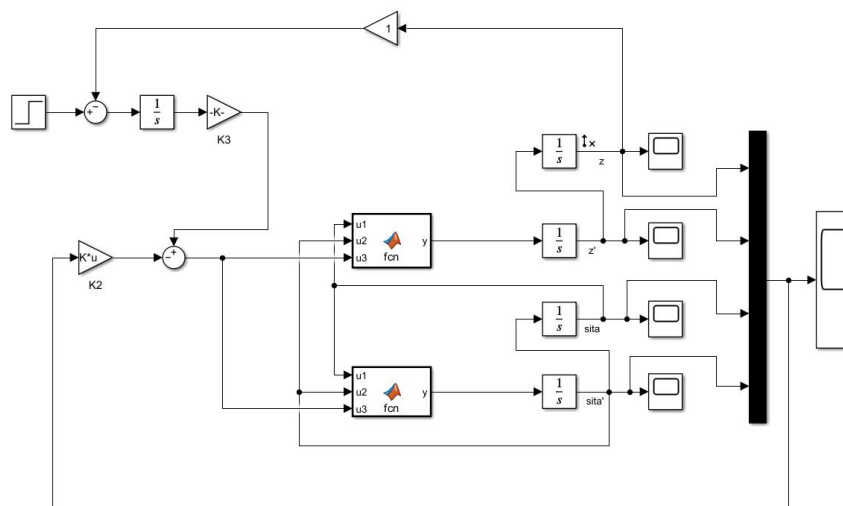 1
+
−
1
s
-K-
K3
1
s
z
u1
u2
u3
fcn
y
1
s
z'
K*u
K2
−
+
1
s
sita
u1
u2
u3
fcn
y
1
s
sita'